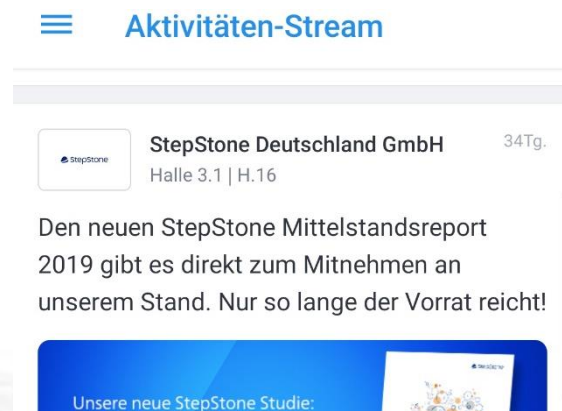 Aktivitäten-Stream
StepStone
StepStone Deutschland GmbH
34Tg.
Halle 3.1 | H.16
Den neuen StepStone Mittelstandsreport
2019 gibt es direkt zum Mitnehmen an
unserem Stand. Nur so lange der Vorrat reicht!
Unsere neue StepStone Studie: